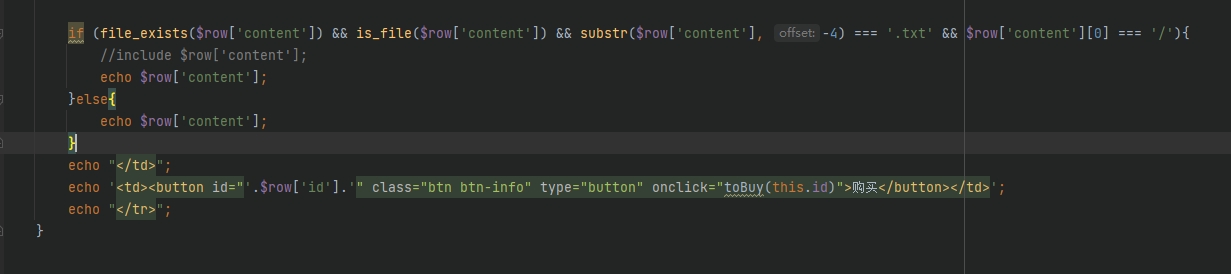 if (file_exists($row['content']) && is_file($row['content']) && substr($row['content'], offset: -4) === '.txt' && $row['content'][0] === '/'){
//include $row['content'];
echo $row['content'];
}else{
echo $row['content'];
}
echo "</td>";
echo '<td><button id="'.$row['id'].'" class="btn btn-info" type="button" onclick="toBuy(this.id)">购买</button></td>';
echo "</tr>";
}